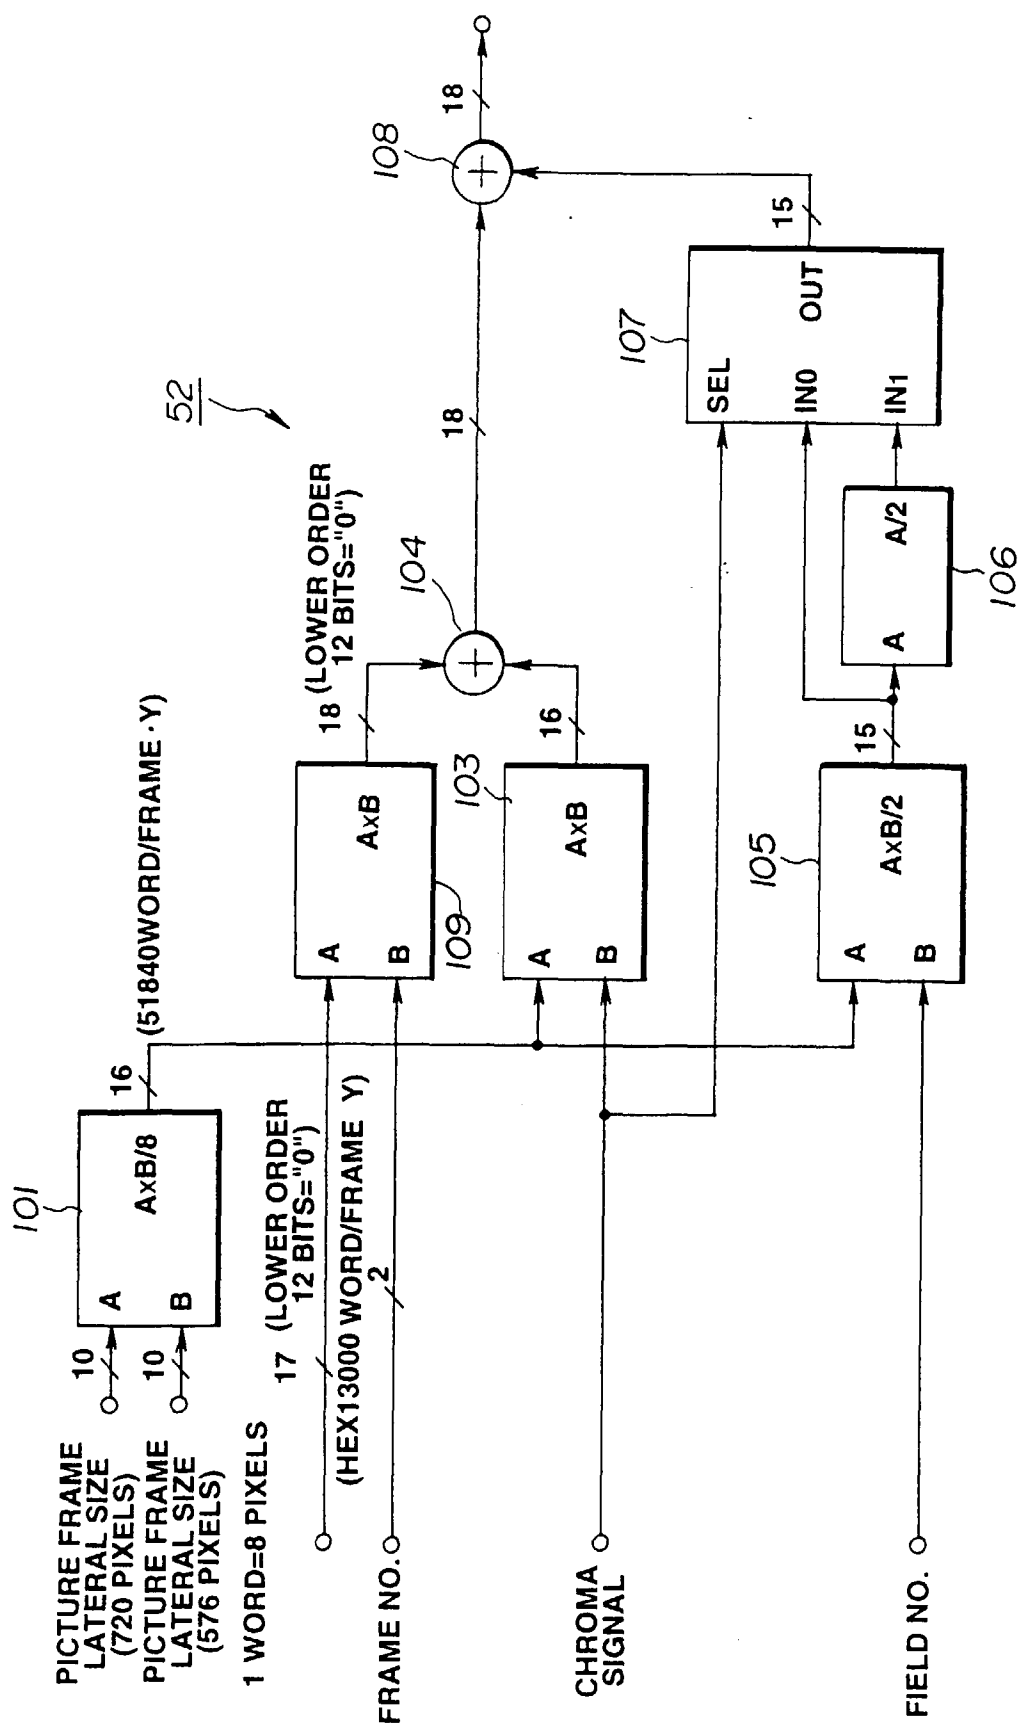 52
PICTURE FRAME
LATERAL SIZE
(720 PIXELS)
PICTURE FRAME
LATERAL SIZE
(576 PIXELS)
1 WORD=8 PIXELS
10
10
101
A
B
AxB/8
16
(51840WORD/FRAME·Y)
17
(LOWER ORDER
12 BITS="0")
(HEX13000 WORD/FRAME Y)
FRAME NO.
2
A
B
AxB
109
18
(LOWER ORDER
12 BITS="0")
104
+
18
108
+
18
CHROMA
SIGNAL
A
B
AxB
103
16
FIELD NO.
A
B
AxB/2
105
15
A
A/2
106
SEL
IN0
IN1
OUT
107
15